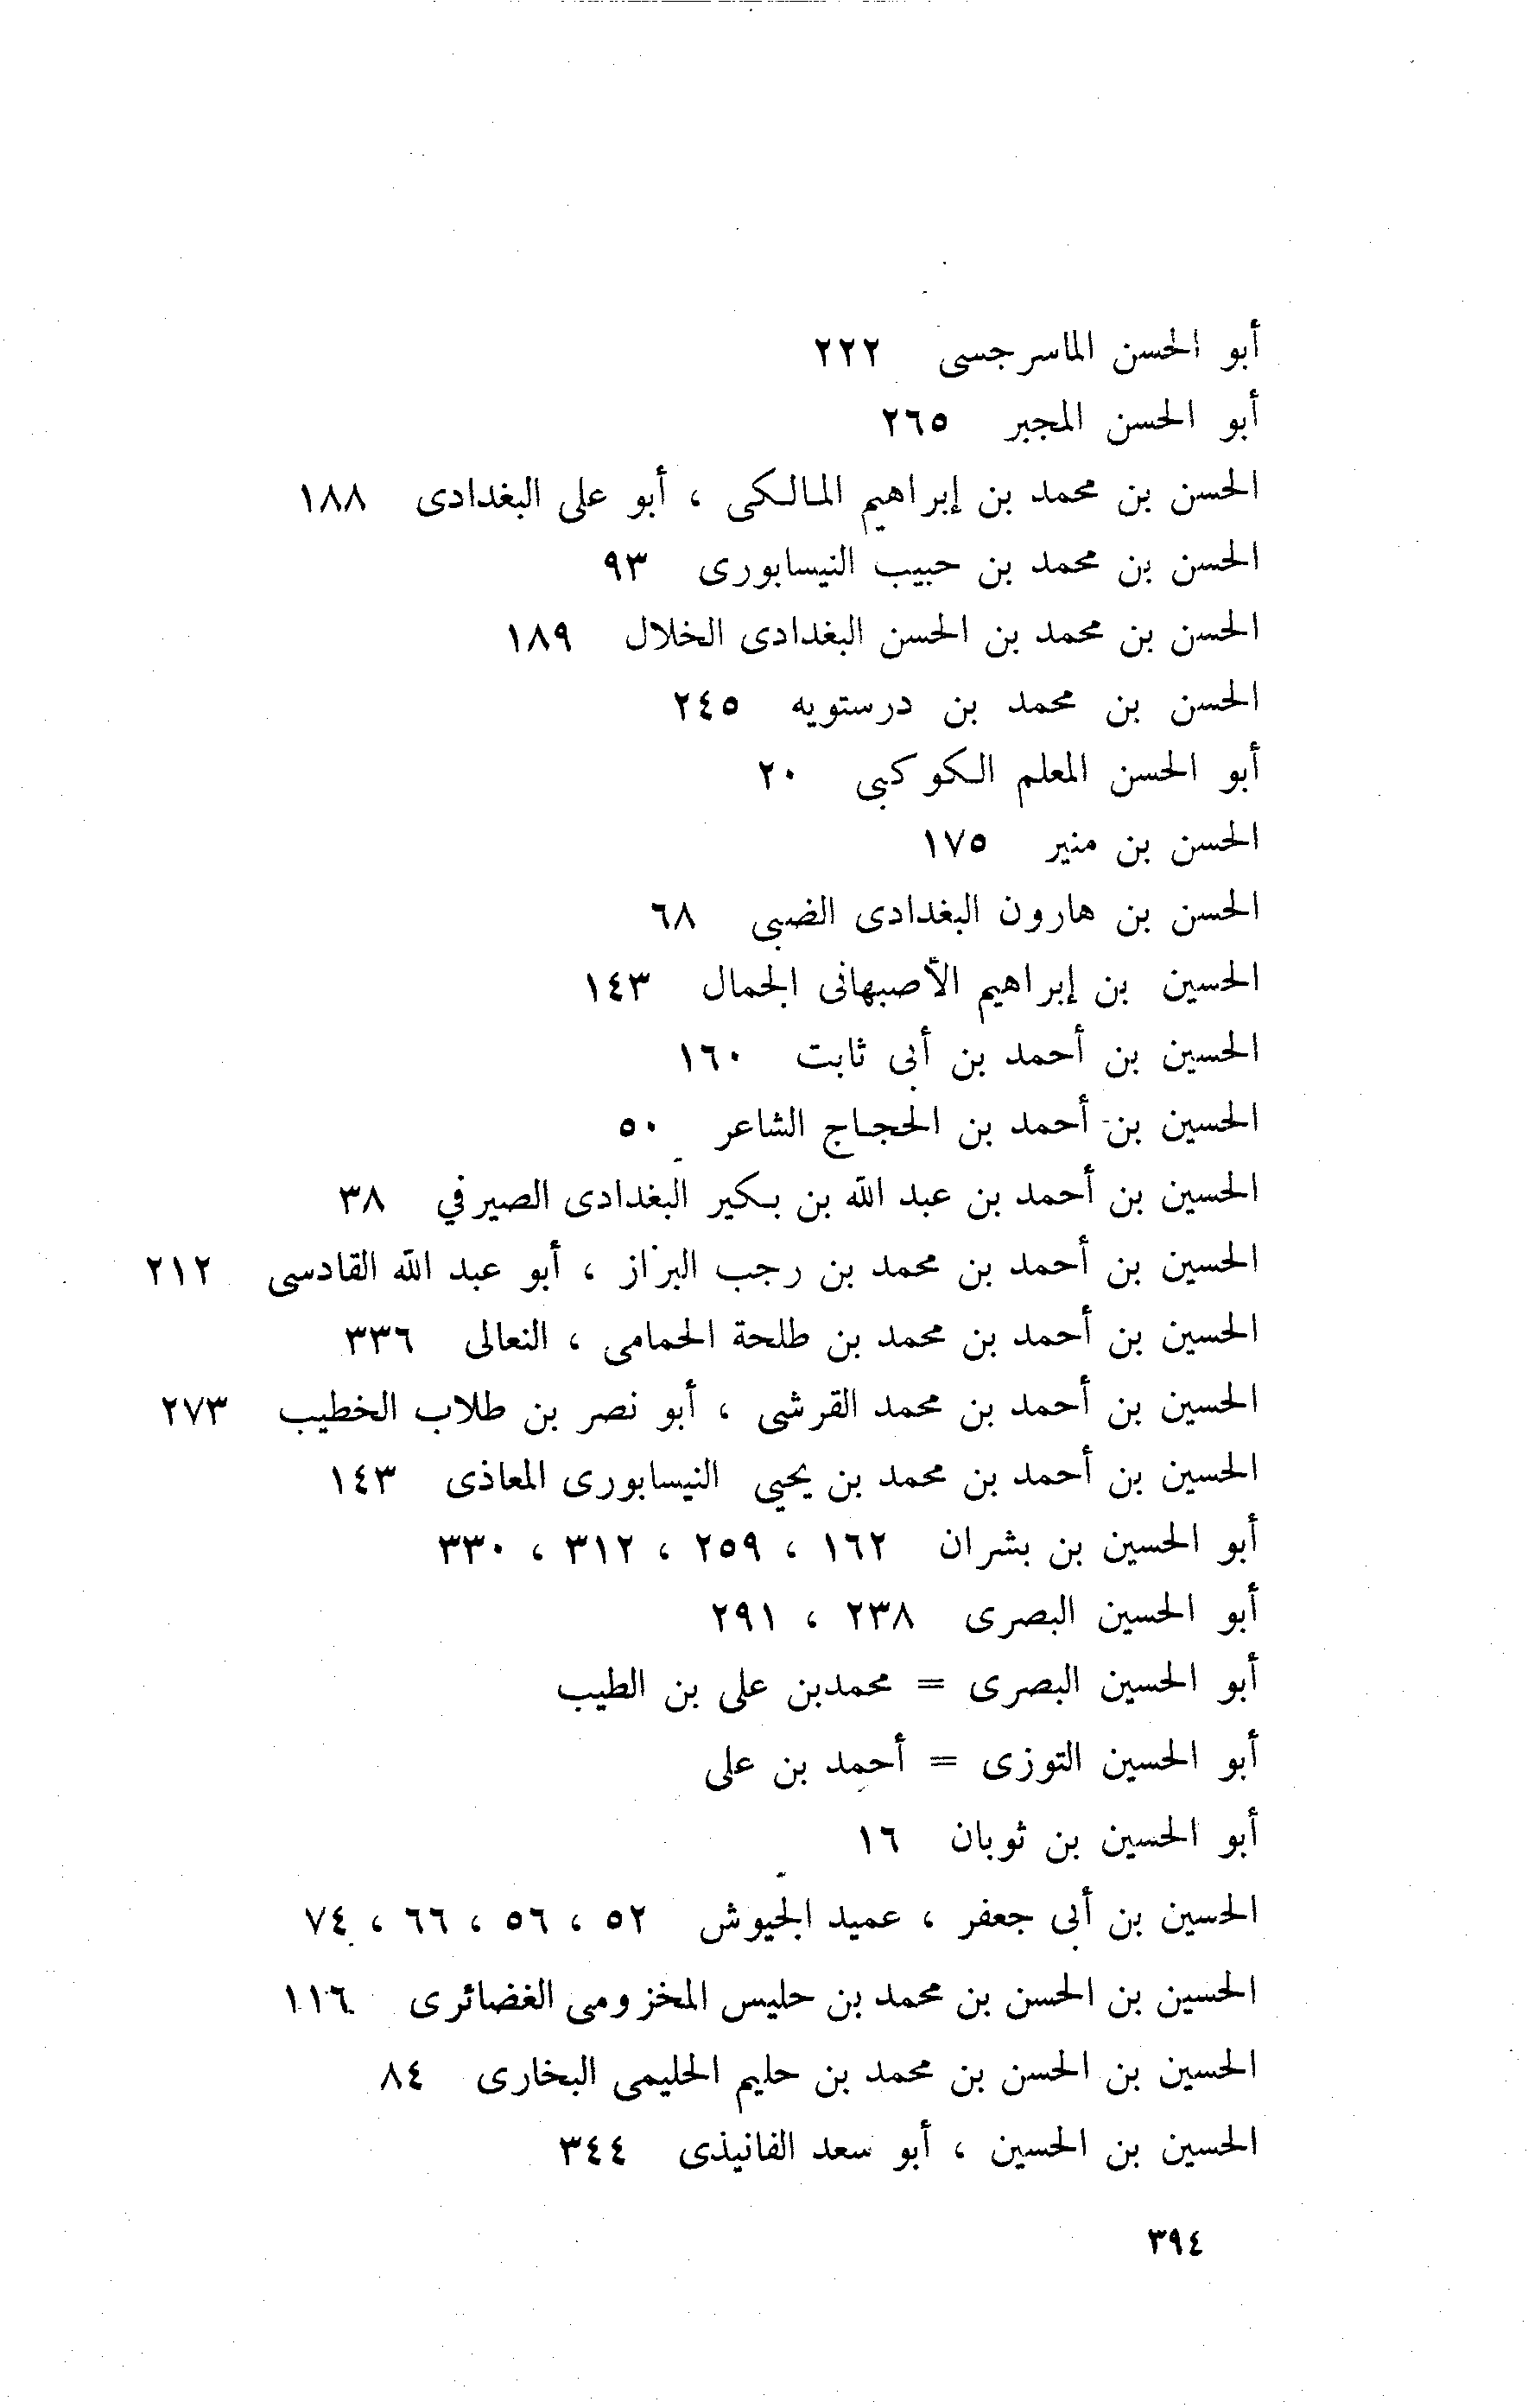 أبو الحسن الماسرجسى ٢٢٢
أبو الحسن المجبر ٢٦٥
الحسن بن محمد بن إبراهيم المالكى ، أبو على البغدادى ١٨٨
الحسن بن محمد بن حبيب النيسابورى ٩٣
الحسن بن محمد بن الحسن البغدادى الخلال ١٨٩
الحسن بن محمد بن درستويه ٢٤٥
أبو الحسن المعلم الكوكبى ٢٠
الحسن بن منير ١٧٥
الحسن بن هارون البغدادى الضبى ٦٨
الحسين بن إبراهيم الأصبهانى الجمال ١٤٣
الحسين بن أحمد بن أبى ثابت ١٦٠
الحسين بن أحمد بن الحجاج الشاعر ٥٠
الحسين بن أحمد بن عبد الله بن بكير البغدادى الصيرفي ٣٨
الحسين بن أحمد بن محمد بن رجب البزاز ، أبو عبد الله القادسى ٢١٢
الحسين بن أحمد بن محمد بن طلحة الحمامى ، النعالى ٣٣٦
الحسين بن أحمد بن محمد القرشى ، أبو نصر بن طلاب الخطيب ٢٧٣
الحسين بن أحمد بن محمد بن يحيى النيسابورى المعاذى ١٤٣
أبو الحسين بن بشران ١٦٢ ، ٢٥٩ ، ٣١٢ ، ٣٣٠
أبو الحسين البصرى ٢٣٨ ، ٢٩١
أبو الحسين البصرى = محمدبن على بن الطيب
أبو الحسين التوزى = أحمد بن على
أبو الحسين بن ثوبان ١٦
الحسين بن أبى جعفر ، عميد الجيوش ٥٢ ، ٥٦ ، ٦٦ ، ٧٤
الحسين بن الحسن بن محمد بن حليس المخزومى الغضائرى ١١٦
الحسين بن الحسن بن محمد بن حليم الحليمى البخارى ٨٤
الحسين بن الحسين ، أبو سعد الفانيذى ٣٤٤
٣٩٤